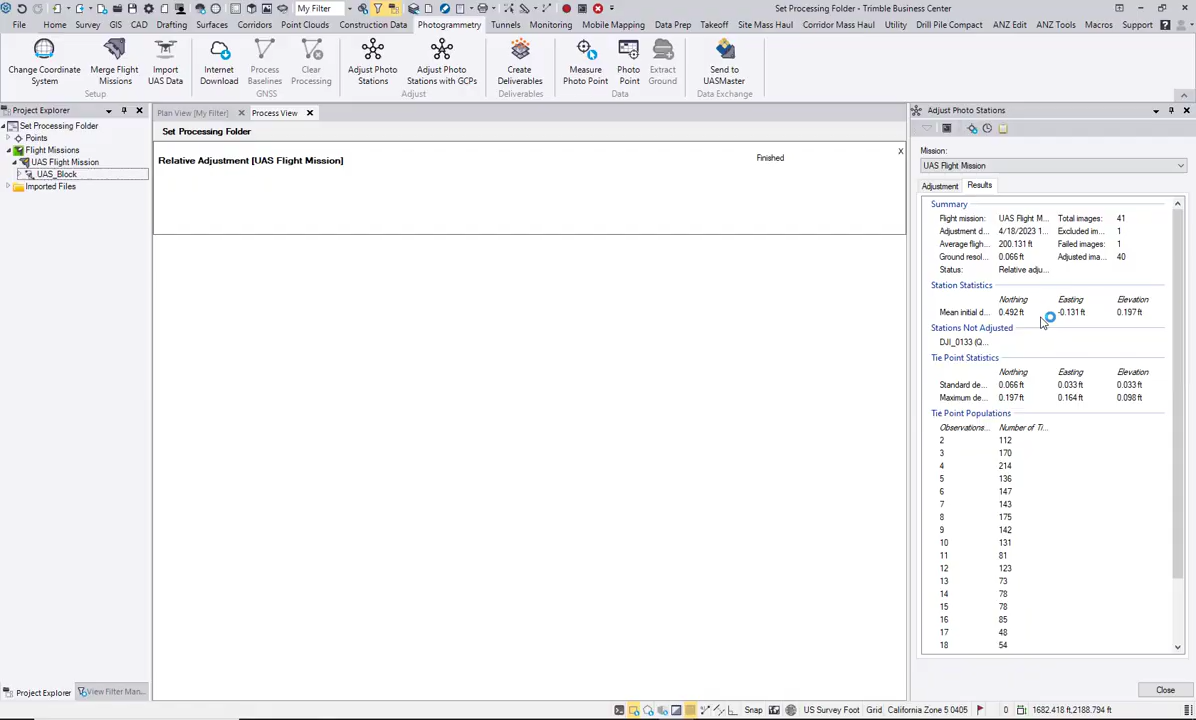 My Filter
Set Processing Folder - Trimble Business Center
File Home Survey GIS CAD Drafting Surfaces Corridors Point Clouds Construction Data Photogrammetry Tunnels Monitoring Mobile Mapping Data Prep Takeoff Site Mass Haul Corridor Mass Haul Utility Drill Pile Compact ANZ Edit ANZ Tools Macros Support
Change Coordinate System
Merge Flight Missions
Import UAS Data
Internet Download
Process Baselines
Clear Processing
Adjust Photo Stations
Adjust Photo Stations with GCPs
Create Deliverables
Measure Photo Point
Photo Point
Extract Ground
Send to UASMaster
Setup GNSS Adjust Deliverables Data Data Exchange
Project Explorer
Set Processing Folder
Points
Flight Missions
UAS Flight Mission
UAS_Block
Imported Files
Plan View [My Filter] Process View
Set Processing Folder
Relative Adjustment [UAS Flight Mission] Finished X
Adjust Photo Stations
Mission:
UAS Flight Mission
Adjustment Results
Summary
Flight mission: UAS Flight M... Total images: 41
Adjustment d... 4/18/2023 1... Excluded im... 1
Average fligh... 200.131 ft Failed images: 1
Ground resol... 0.066 ft Adjusted ima... 40
Status: Relative adju...
Station Statistics
Northing Easting Elevation
Mean initial d... 0.492 ft -0.131 ft 0.197 ft
Stations Not Adjusted
DJI_0133 (Q...
Tie Point Statistics
Northing Easting Elevation
Standard de... 0.066 ft 0.033 ft 0.033 ft
Maximum de... 0.197 ft 0.164 ft 0.098 ft
Tie Point Populations
Observations... Number of Ti...
2 112
3 170
4 214
5 136
6 147
7 143
8 175
9 142
10 131
11 81
12 123
13 73
14 78
15 78
16 85
17 48
18 54
Close
Project Explorer View Filter Man...
Snap US Survey Foot Grid California Zone 5 0405 0 1682.418 ft,2188.794 ft